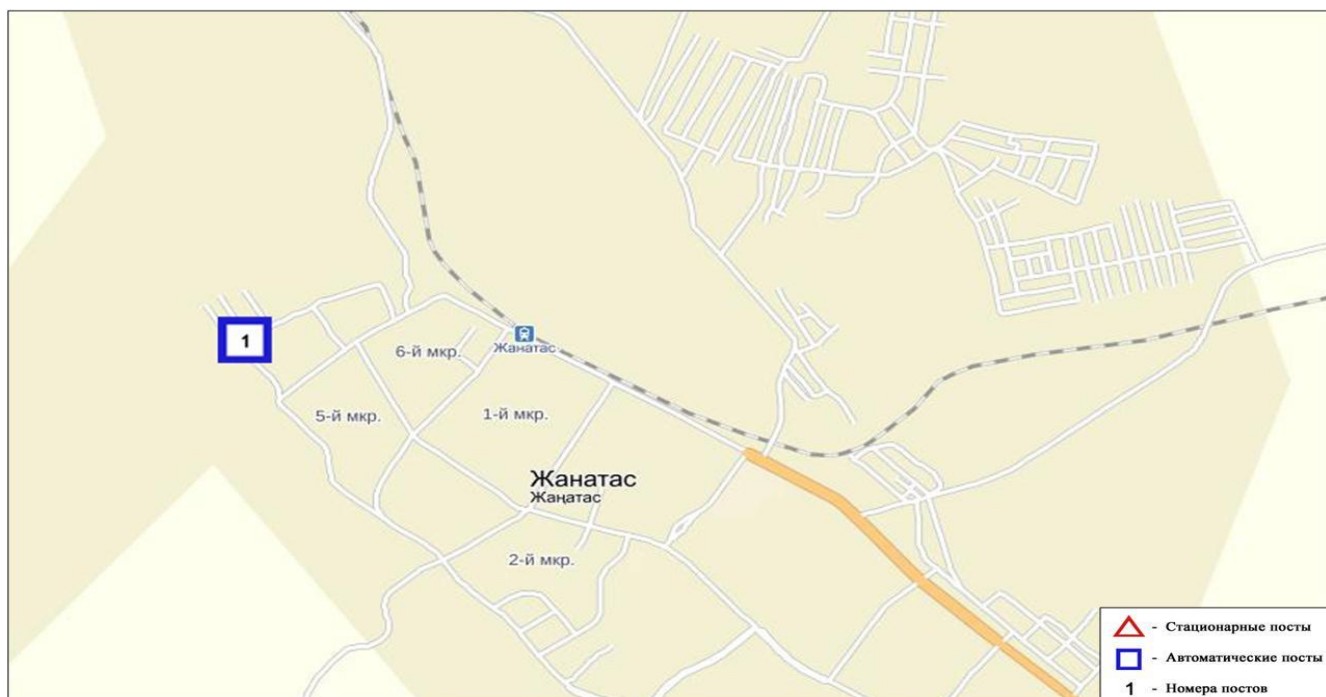 1
6-й мкр.
Жанатас
5-й мкр.
1-й мкр.
Жанатас
Жаңатас
2-й мкр.
- Стационарные посты
- Автоматические посты
1 - Номера постов